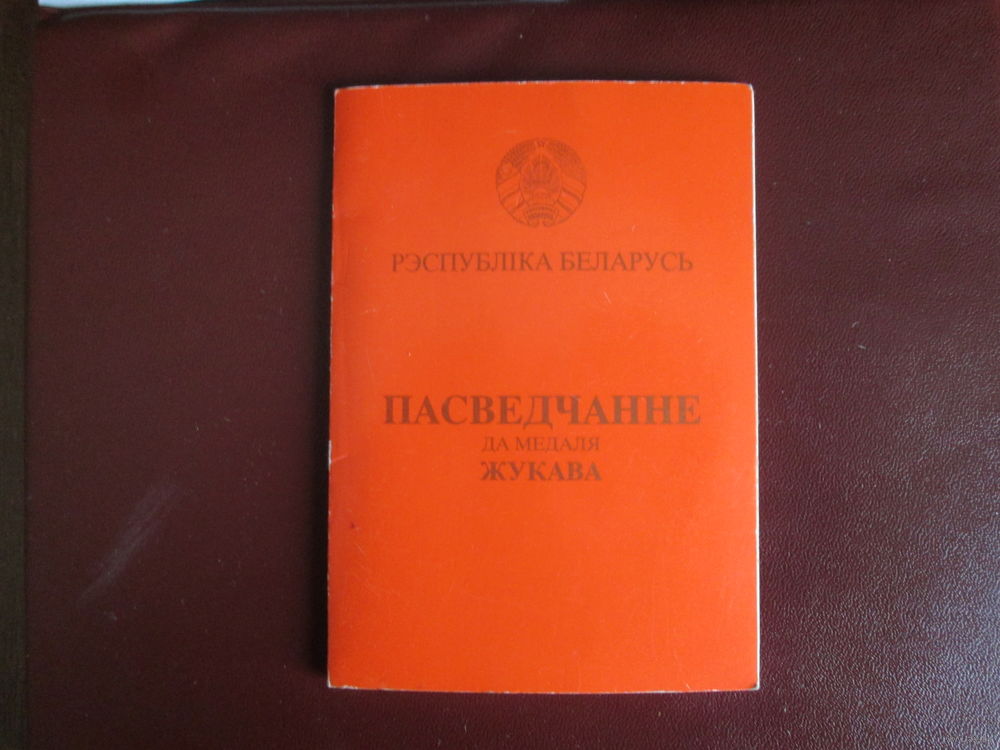 РЭСПУБЛІКА БЕЛАРУСЬ
ПАСВЕДЧАННЕ
ДА МЕДАЛЯ
ЖУКАВА